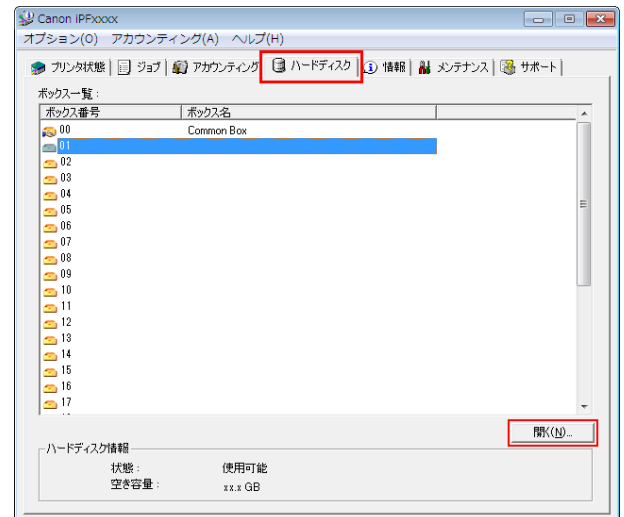 Canon iPFxxxx
オプション(O) アカウンティング(A) ヘルプ(H)
プリンタ状態 ジョブ アカウンティング ハードディスク 情報 メンテナンス サポート
ボックス一覧 :
ボックス番号 ボックス名
00 Common Box
01
02
03
04
05
06
07
08
09
10
11
12
13
14
15
16
17
開く(N)...
ハードディスク情報
状態 : 使用可能
空き容量 : xx.x GB